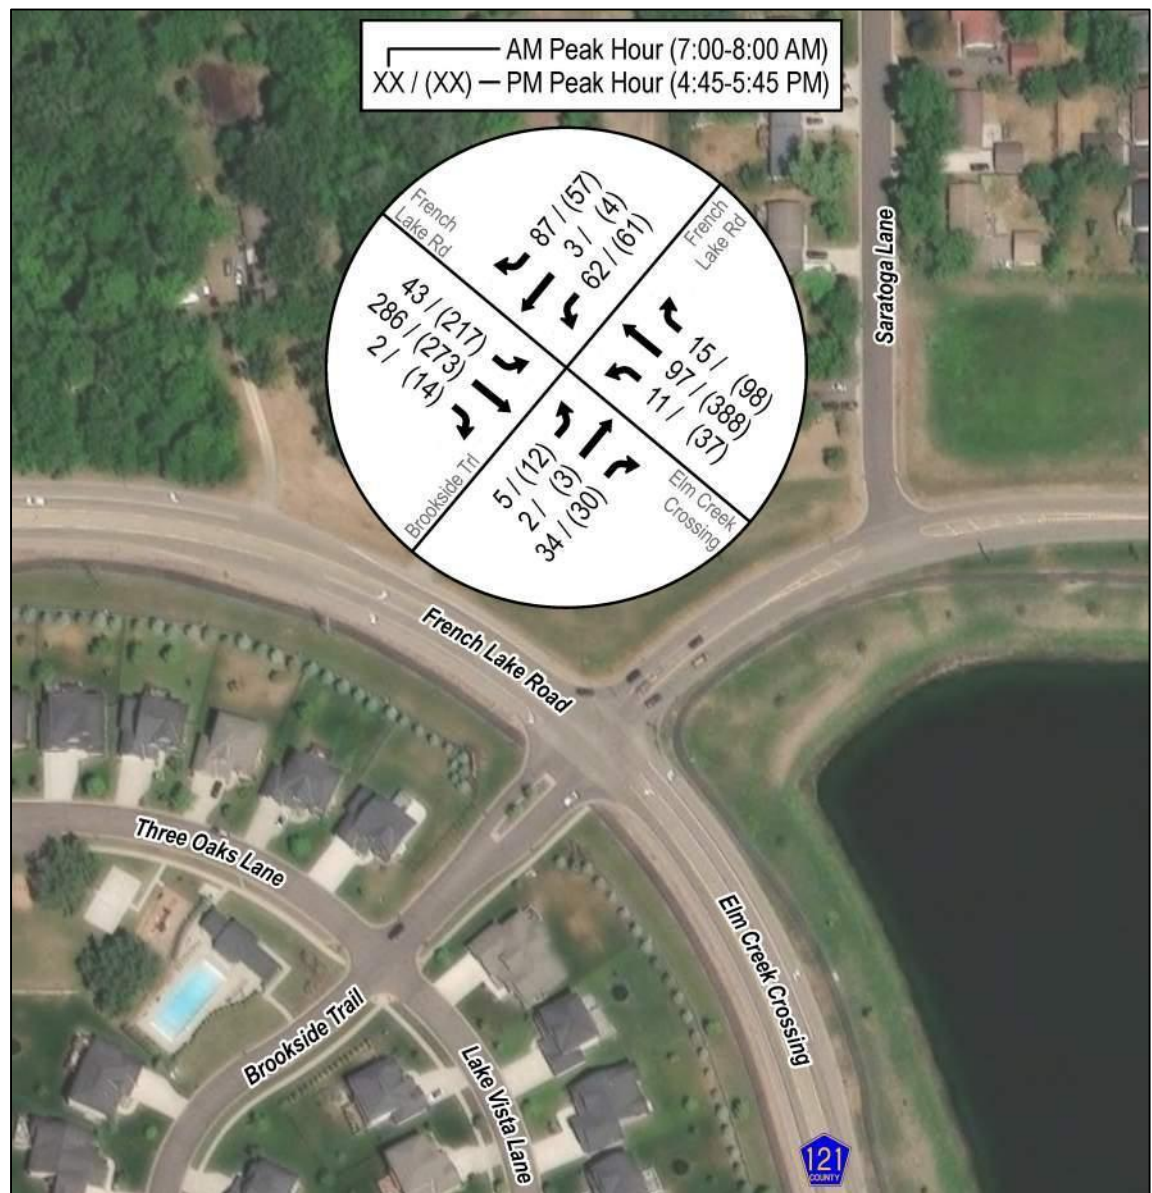 AM Peak Hour (7:00-8:00 AM)
XX / (XX) — PM Peak Hour (4:45-5:45 PM)
French
Lake Rd
87 / (57)
3 / (4)
62 / (61)
French
Lake Rd
43 / (217)
286 / (273)
2 / (14)
15 / (98)
97 / (388)
11 / (37)
Brookside Trl
5 / (12)
2 / (3)
34 / (30)
Elm Creek
Crossing
Saratoga Lane
French Lake Road
Three Oaks Lane
Elm Creek Crossing
Brookside Trail
Lake Vista Lane
121
COUNTY